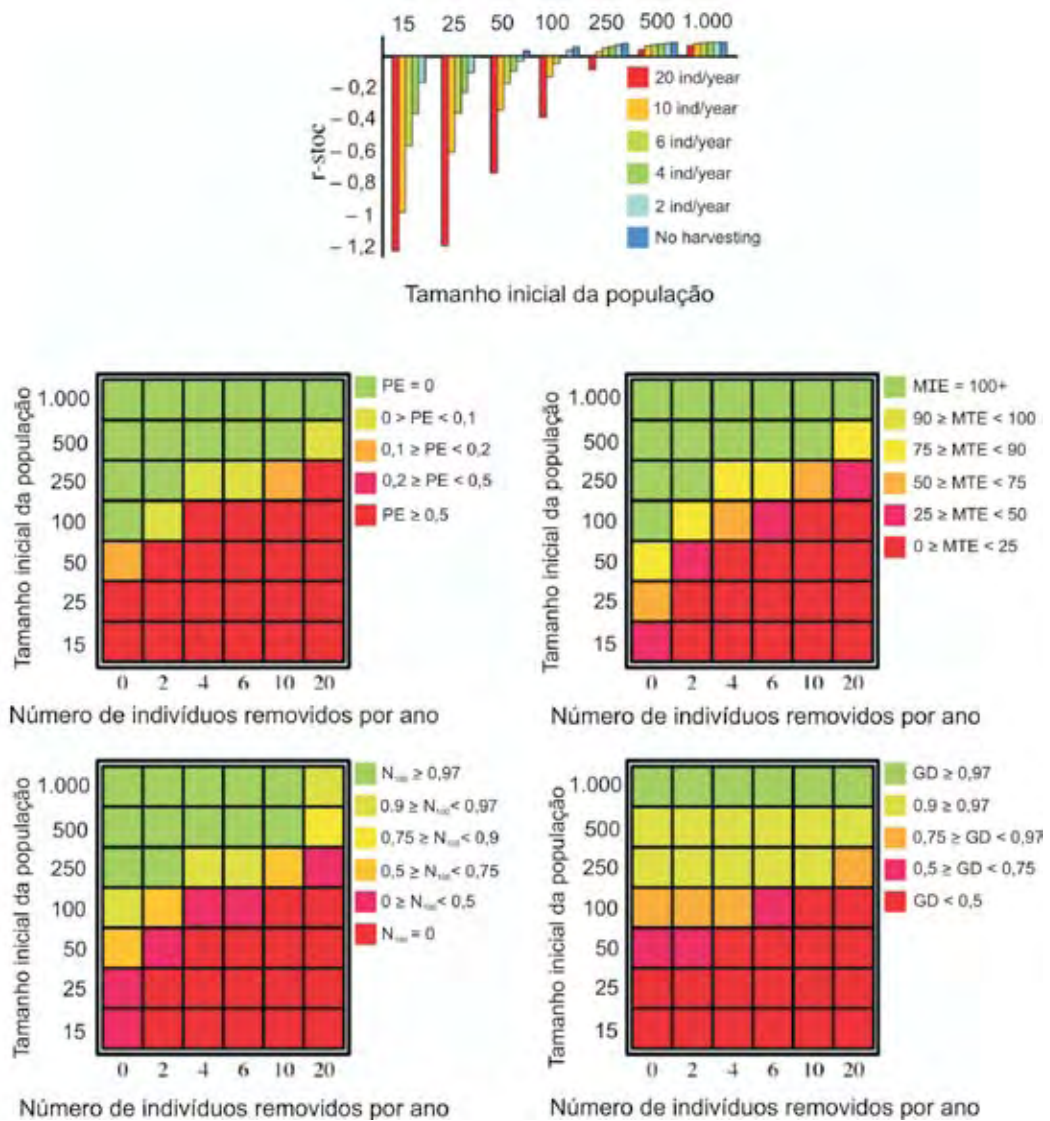 15 25 50 100 250 500 1.000
r-stoc
– 0,2
– 0,4
– 0,6
– 0,8
– 1
– 1,2
20 ind/year
10 ind/year
6 ind/year
4 ind/year
2 ind/year
No harvesting
Tamanho inicial da população
Tamanho inicial da população
1.000
500
250
100
50
25
15
0 2 4 6 10 20
Número de indivíduos removidos por ano
PE = 0
0 > PE < 0,1
0,1 ≥ PE < 0,2
0,2 ≥ PE < 0,5
PE ≥ 0,5
Tamanho inicial da população
1.000
500
250
100
50
25
15
0 2 4 6 10 20
Número de indivíduos removidos por ano
MTE = 100+
90 ≥ MTE < 100
75 ≥ MTE < 90
50 ≥ MTE < 75
25 ≥ MTE < 50
0 ≥ MTE < 25
Tamanho inicial da população
1.000
500
250
100
50
25
15
0 2 4 6 10 20
Número de indivíduos removidos por ano
N₁₀₀ ≥ 0,97
0.9 ≥ N₁₀₀ < 0,97
0,75 ≥ N₁₀₀ < 0,9
0,5 ≥ N₁₀₀ < 0,75
0 ≥ N₁₀₀ < 0,5
N₁₀₀ = 0
Tamanho inicial da população
1.000
500
250
100
50
25
15
0 2 4 6 10 20
Número de indivíduos removidos por ano
GD ≥ 0,97
0.9 ≥ 0,97
0,75 ≥ GD < 0,97
0,5 ≥ GD < 0,75
GD < 0,5